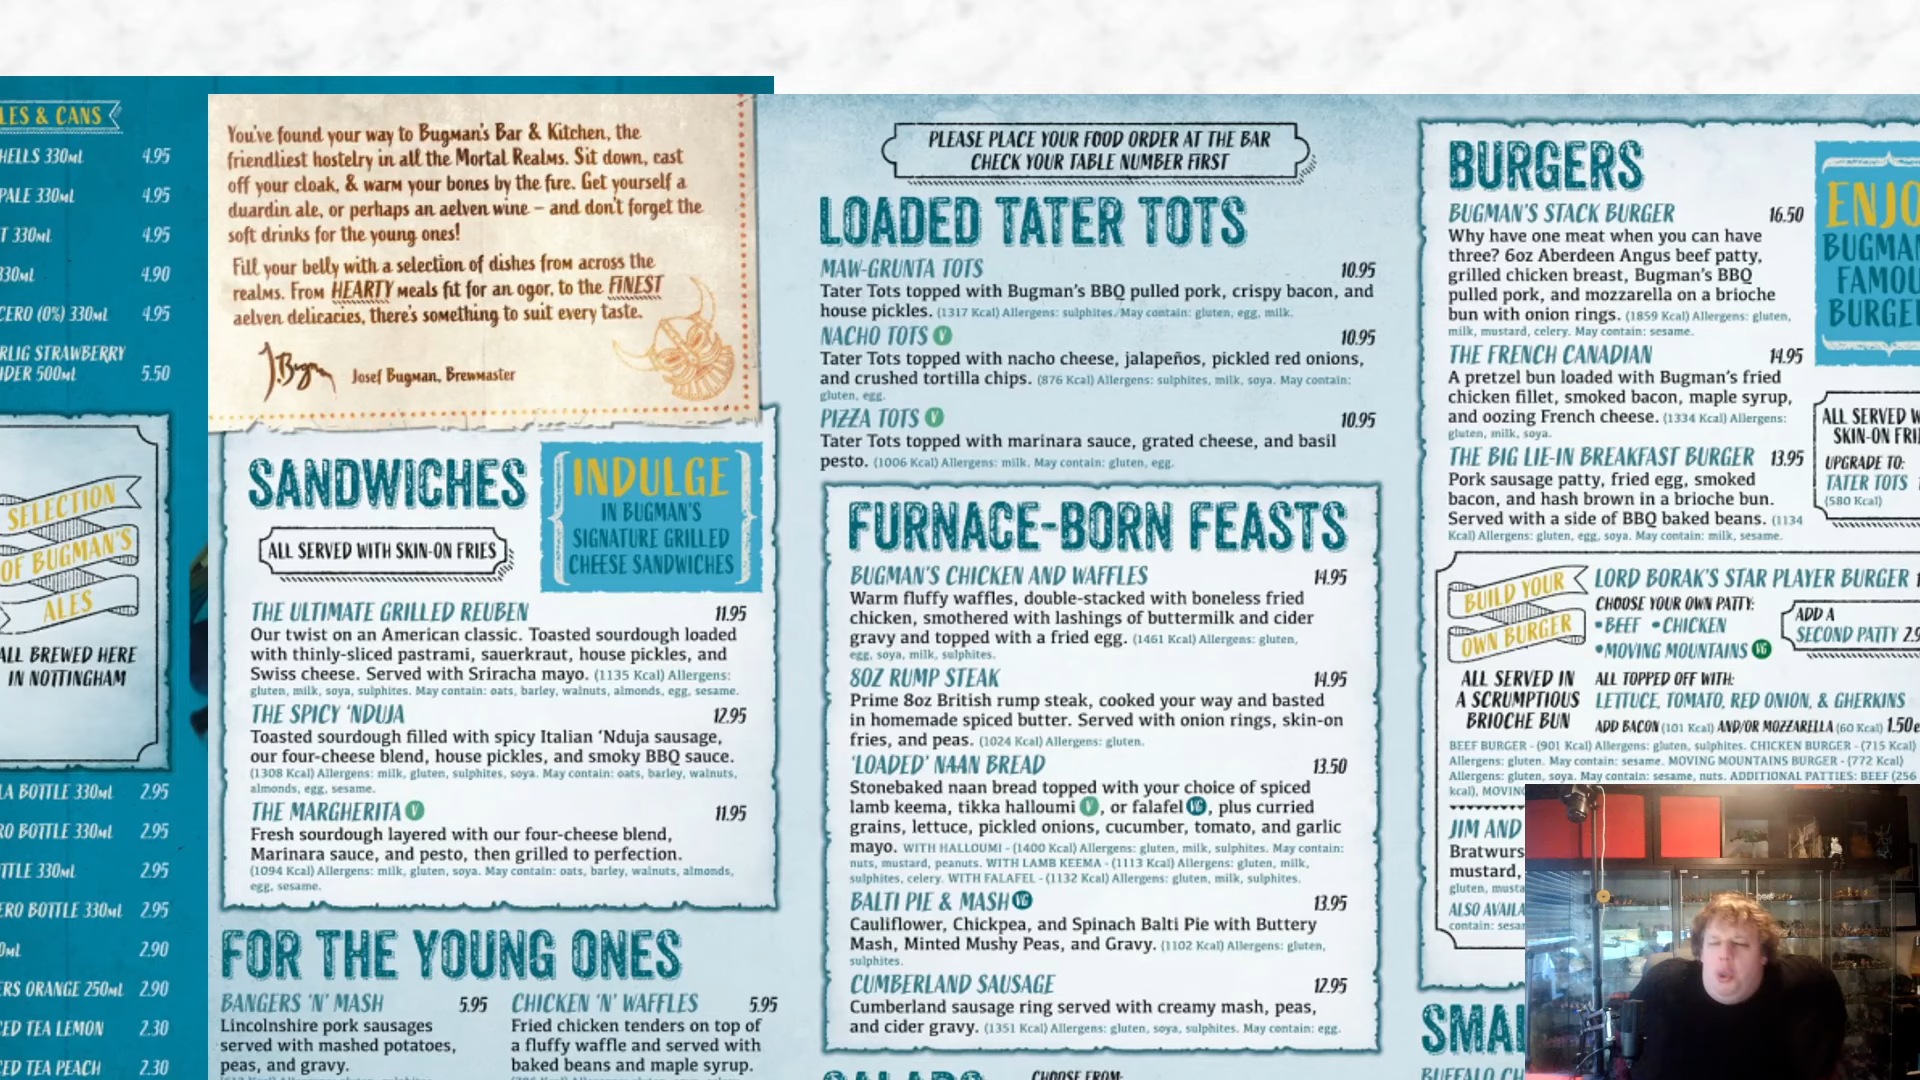 LES & CANS
HELLS 330ML 4.95
PALE 330ML 4.95
T 330ML 4.95
330ML 4.90
CERO (0%) 330ML 4.95
RLIG STRAWBERRY
IDER 500ML 5.50
SELECTION
OF BUGMAN'S
ALES
ALL BREWED HERE
IN NOTTINGHAM
LA BOTTLE 330ML 2.95
RO BOTTLE 330ML 2.95
TTLE 330ML 2.95
ERO BOTTLE 330ML 2.95
0ML 2.90
ERS ORANGE 250ML 2.90
CED TEA LEMON 2.30
CED TEA PEACH 2.30
You've found your way to Bugman's Bar & Kitchen, the
friendliest hostelry in all the Mortal Realms. Sit down, cast
off your cloak, & warm your bones by the fire. Get yourself a
duardin ale, or perhaps an aelven wine – and don't forget the
soft drinks for the young ones!
Fill your belly with a selection of dishes from across the
realms. From HEARTY meals fit for an ogor, to the FINEST
aelven delicacies, there's something to suit every taste.
J.Bugman
Josef Bugman, Brewmaster
SANDWICHES
ALL SERVED WITH SKIN-ON FRIES
INDULGE
IN BUGMAN'S
SIGNATURE GRILLED
CHEESE SANDWICHES
THE ULTIMATE GRILLED REUBEN 11.95
Our twist on an American classic. Toasted sourdough loaded
with thinly-sliced pastrami, sauerkraut, house pickles, and
Swiss cheese. Served with Sriracha mayo. (1135 Kcal) Allergens:
gluten, milk, soya, sulphites. May contain: oats, barley, walnuts, almonds, egg, sesame.
THE SPICY 'NDUJA 12.95
Toasted sourdough filled with spicy Italian 'Nduja sausage,
our four-cheese blend, house pickles, and smoky BBQ sauce.
(1308 Kcal) Allergens: milk, gluten, sulphites, soya. May contain: oats, barley, walnuts,
almonds, egg, sesame.
THE MARGHERITA V 11.95
Fresh sourdough layered with our four-cheese blend,
Marinara sauce, and pesto, then grilled to perfection.
(1094 Kcal) Allergens: milk, gluten, soya. May contain: oats, barley, walnuts, almonds,
egg, sesame.
FOR THE YOUNG ONES
BANGERS 'N' MASH 5.95
Lincolnshire pork sausages
served with mashed potatoes,
peas, and gravy.
CHICKEN 'N' WAFFLES 5.95
Fried chicken tenders on top of
a fluffy waffle and served with
baked beans and maple syrup.
PLEASE PLACE YOUR FOOD ORDER AT THE BAR
CHECK YOUR TABLE NUMBER FIRST
LOADED TATER TOTS
MAW-GRUNTA TOTS 10.95
Tater Tots topped with Bugman's BBQ pulled pork, crispy bacon, and
house pickles. (1317 Kcal) Allergens: sulphites. May contain: gluten, egg, milk.
NACHO TOTS V 10.95
Tater Tots topped with nacho cheese, jalapeños, pickled red onions,
and crushed tortilla chips. (876 Kcal) Allergens: sulphites, milk, soya. May contain:
gluten, egg.
PIZZA TOTS V 10.95
Tater Tots topped with marinara sauce, grated cheese, and basil
pesto. (1006 Kcal) Allergens: milk. May contain: gluten, egg.
FURNACE-BORN FEASTS
BUGMAN'S CHICKEN AND WAFFLES 14.95
Warm fluffy waffles, double-stacked with boneless fried
chicken, smothered with lashings of buttermilk and cider
gravy and topped with a fried egg. (1461 Kcal) Allergens: gluten,
egg, soya, milk, sulphites.
8OZ RUMP STEAK 14.95
Prime 8oz British rump steak, cooked your way and basted
in homemade spiced butter. Served with onion rings, skin-on
fries, and peas. (1024 Kcal) Allergens: gluten.
'LOADED' NAAN BREAD 13.50
Stonebaked naan bread topped with your choice of spiced
lamb keema, tikka halloumi V, or falafel VG, plus curried
grains, lettuce, pickled onions, cucumber, tomato, and garlic
mayo. WITH HALLOUMI - (1400 Kcal) Allergens: gluten, milk, sulphites. May contain:
nuts, mustard, peanuts. WITH LAMB KEEMA - (1113 Kcal) Allergens: gluten, milk,
sulphites, celery. WITH FALAFEL - (1132 Kcal) Allergens: gluten, milk, sulphites.
BALTI PIE & MASH VG 13.95
Cauliflower, Chickpea, and Spinach Balti Pie with Buttery
Mash, Minted Mushy Peas, and Gravy. (1102 Kcal) Allergens: gluten,
sulphites.
CUMBERLAND SAUSAGE 12.95
Cumberland sausage ring served with creamy mash, peas,
and cider gravy. (1351 Kcal) Allergens: gluten, soya, sulphites. May contain: egg.
SALADS CHOOSE FROM:
BURGERS
BUGMAN'S STACK BURGER 16.50
Why have one meat when you can have
three? 6oz Aberdeen Angus beef patty,
grilled chicken breast, Bugman's BBQ
pulled pork, and mozzarella on a brioche
bun with onion rings. (1859 Kcal) Allergens: gluten,
milk, mustard, celery. May contain: sesame.
THE FRENCH CANADIAN 14.95
A pretzel bun loaded with Bugman's fried
chicken fillet, smoked bacon, maple syrup,
and oozing French cheese. (1334 Kcal) Allergens:
gluten, milk, soya.
THE BIG LIE-IN BREAKFAST BURGER 13.95
Pork sausage patty, fried egg, smoked
bacon, and hash brown in a brioche bun.
Served with a side of BBQ baked beans. (1134
Kcal) Allergens: gluten, egg, soya. May contain: milk, sesame.
ENJO
BUGMAN
FAMOU
BURGE
ALL SERVED W
SKIN-ON FRI
UPGRADE TO:
TATER TOTS
(580 Kcal)
BUILD YOUR
OWN BURGER
ALL SERVED IN
A SCRUMPTIOUS
BRIOCHE BUN
LORD BORAK'S STAR PLAYER BURGER 1
CHOOSE YOUR OWN PATTY:
•BEEF •CHICKEN
•MOVING MOUNTAINS VG
ADD A
SECOND PATTY 2.9
ALL TOPPED OFF WITH:
LETTUCE, TOMATO, RED ONION, & GHERKINS
ADD BACON (101 Kcal) AND/OR MOZZARELLA (60 Kcal) 1.50e
BEEF BURGER - (901 Kcal) Allergens: gluten, sulphites. CHICKEN BURGER - (715 Kcal)
Allergens: gluten. May contain: sesame. MOVING MOUNTAINS BURGER - (772 Kcal)
Allergens: gluten, soya. May contain: sesame, nuts. ADDITIONAL PATTIES: BEEF (256
kcal), MOVING
JIM AND
Bratwurs
mustard,
gluten, musta
ALSO AVAILA
contain: sesar
SMAL
BUFFALO CH